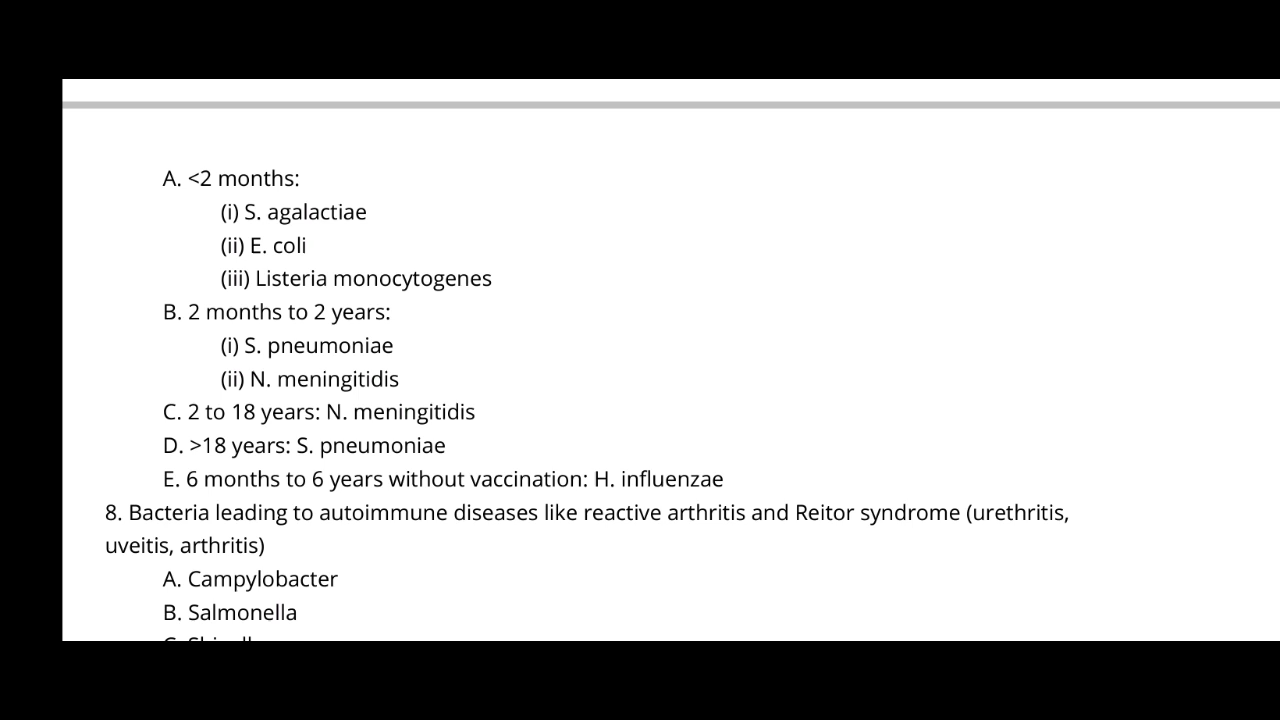 A. <2 months:
(i) S. agalactiae
(ii) E. coli
(iii) Listeria monocytogenes
B. 2 months to 2 years:
(i) S. pneumoniae
(ii) N. meningitidis
C. 2 to 18 years: N. meningitidis
D. >18 years: S. pneumoniae
E. 6 months to 6 years without vaccination: H. influenzae
8. Bacteria leading to autoimmune diseases like reactive arthritis and Reitor syndrome (urethritis,
uveitis, arthritis)
A. Campylobacter
B. Salmonella